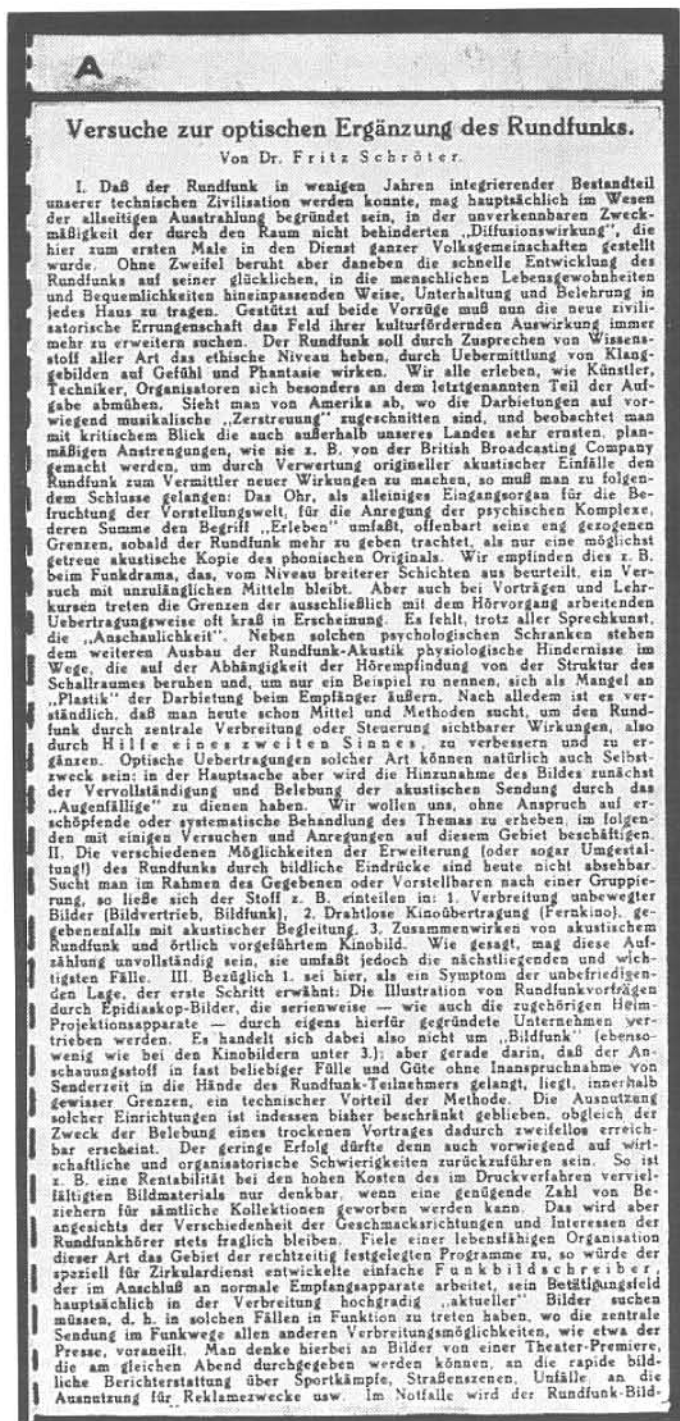 A
Versuche zur optischen Ergänzung des Rundfunks.
Von Dr. Fritz Schröter.
I. Daß der Rundfunk in wenigen Jahren integrierender Bestandteil
unserer technischen Zivilisation werden konnte, mag hauptsächlich im Wesen
der allseitigen Ausstrahlung begründet sein, in der unverkennbaren Zweck-
mäßigkeit der durch den Raum nicht behinderten „Diffusionswirkung", die
hier zum ersten Male in den Dienst ganzer Volksgemeinschaften gestellt
wurde. Ohne Zweifel beruht aber daneben die schnelle Entwicklung des
Rundfunks auf seiner glücklichen, in die menschlichen Lebensgewohnheiten
und Bequemlichkeiten hineinpassenden Weise, Unterhaltung und Belehrung in
jedes Haus zu tragen. Gestützt auf beide Vorzüge muß nun die neue zivili-
satorische Errungenschaft das Feld ihrer kulturfördernden Auswirkung immer
mehr zu erweitern suchen. Der Rundfunk soll durch Zusprechen von Wissens-
stoff aller Art das ethische Niveau heben, durch Uebermittlung von Klang-
gebilden auf Gefühl und Phantasie wirken. Wir alle erleben, wie Künstler,
Techniker, Organisatoren sich besonders an dem letztgenannten Teil der Auf-
gabe abmühen. Sieht man von Amerika ab, wo die Darbietungen auf vor-
wiegend musikalische „Zerstreuung" zugeschnitten sind, und beobachtet man
mit kritischem Blick die auch außerhalb unseres Landes sehr ernsten, plan-
mäßigen Anstrengungen, wie sie z. B. von der British Broadcasting Company
gemacht werden, um durch Verwertung origineller akustischer Einfälle den
Rundfunk zum Vermittler neuer Wirkungen zu machen, so muß man zu folgen-
dem Schlusse gelangen: Das Ohr, als alleiniges Eingangsorgan für die Be-
fruchtung der Vorstellungswelt, für die Anregung der psychischen Komplexe,
deren Summe den Begriff „Erleben" umfaßt, offenbart seine eng gezogenen
Grenzen, sobald der Rundfunk mehr zu geben trachtet, als nur eine möglichst
getreue akustische Kopie des phonischen Originals. Wir empfinden dies z. B.
beim Funkdrama, das, vom Niveau breiterer Schichten aus beurteilt, ein Ver-
such mit unzulänglichen Mitteln bleibt. Aber auch bei Vorträgen und Lehr-
kursen treten die Grenzen der ausschließlich mit dem Hörvorgang arbeitenden
Uebertragungsweise oft kraß in Erscheinung. Es fehlt, trotz aller Sprechkunst,
die „Anschaulichkeit". Neben solchen psychologischen Schranken stehen
dem weiteren Ausbau der Rundfunk-Akustik physiologische Hindernisse im
Wege, die auf der Abhängigkeit der Hörempfindung von der Struktur des
Schallraumes beruhen und, um nur ein Beispiel zu nennen, sich als Mangel an
„Plastik" der Darbietung beim Empfänger äußern. Nach alledem ist es ver-
ständlich, daß man heute schon Mittel und Methoden sucht, um den Rund-
funk durch zentrale Verbreitung oder Steuerung sichtbarer Wirkungen, also
durch Hilfe eines zweiten Sinnes, zu verbessern und zu er-
gänzen. Optische Uebertragungen solcher Art können natürlich auch Selbst-
zweck sein; in der Hauptsache aber wird die Hinzunahme des Bildes zunächst
der Vervollständigung und Belebung der akustischen Sendung durch das
„Augenfällige" zu dienen haben. Wir wollen uns, ohne Anspruch auf er-
schöpfende oder systematische Behandlung des Themas zu erheben, im folgen-
den mit einigen Versuchen und Anregungen auf diesem Gebiet beschäftigen.
II. Die verschiedenen Möglichkeiten der Erweiterung (oder sogar Umgestal-
tung!) des Rundfunks durch bildliche Eindrücke sind heute nicht absehbar.
Sucht man im Rahmen des Gegebenen oder Vorstellbaren nach einer Gruppie-
rung, so ließe sich der Stoff z. B. einteilen in: 1. Verbreitung unbewegter
Bilder (Bildvertrieb, Bildfunk), 2. Drahtlose Kinoübertragung (Fernkino), ge-
gebenenfalls mit akustischer Begleitung. 3. Zusammenwirken von akustischem
Rundfunk und örtlich vorgeführtem Kinobild. Wie gesagt, mag diese Auf-
zählung unvollständig sein, sie umfaßt jedoch die nächstliegenden und wich-
tigsten Fälle. III. Bezüglich 1. sei hier, als ein Symptom der unbefriedigen-
den Lage, der erste Schritt erwähnt: Die Illustration von Rundfunkvorträgen
durch Epidiaskop-Bilder, die serienweise — wie auch die zugehörigen Heim-
Projektionsapparate — durch eigens hierfür gegründete Unternehmen ver-
trieben werden. Es handelt sich dabei also nicht um „Bildfunk" (ebenso-
wenig wie bei den Kinobildern unter 3.); aber gerade darin, daß der An-
schauungsstoff in fast beliebiger Fülle und Güte ohne Inanspruchnahme von
Senderzeit in die Hände des Rundfunk-Teilnehmers gelangt, liegt, innerhalb
gewisser Grenzen, ein technischer Vorteil der Methode. Die Ausnutzung
solcher Einrichtungen ist indessen bisher beschränkt geblieben, obgleich der
Zweck der Belebung eines trockenen Vortrages dadurch zweifellos erreich-
bar erscheint. Der geringe Erfolg dürfte denn auch vorwiegend auf wirt-
schaftliche und organisatorische Schwierigkeiten zurückzuführen sein. So ist
z. B. eine Rentabilität bei den hohen Kosten des im Druckverfahren verviel-
fältigten Bildmaterials nur denkbar, wenn eine genügende Zahl von Be-
ziehern für sämtliche Kollektionen geworben werden kann. Das wird aber
angesichts der Verschiedenheit der Geschmacksrichtungen und Interessen der
Rundfunkhörer stets fraglich bleiben. Fiele einer lebensfähigen Organisation
dieser Art das Gebiet der rechtzeitig festgelegten Programme zu, so würde der
speziell für Zirkulardienst entwickelte einfache Funkbildschreiber,
der im Anschluß an normale Empfangsapparate arbeitet, sein Betätigungsfeld
hauptsächlich in der Verbreitung hochgradig „aktueller" Bilder suchen
müssen, d. h. in solchen Fällen in Funktion zu treten haben, wo die zentrale
Sendung im Funkwege allen anderen Verbreitungsmöglichkeiten, wie etwa der
Presse, voraneilt. Man denke hierbei an Bilder von einer Theater-Premiere,
die am gleichen Abend durchgegeben werden können, an die rapide bild-
liche Berichterstattung über Sportkämpfe, Straßenszenen, Unfälle, an die
Ausnutzung für Reklamezwecke usw. Im Notfalle wird der Rundfunk-Bild-